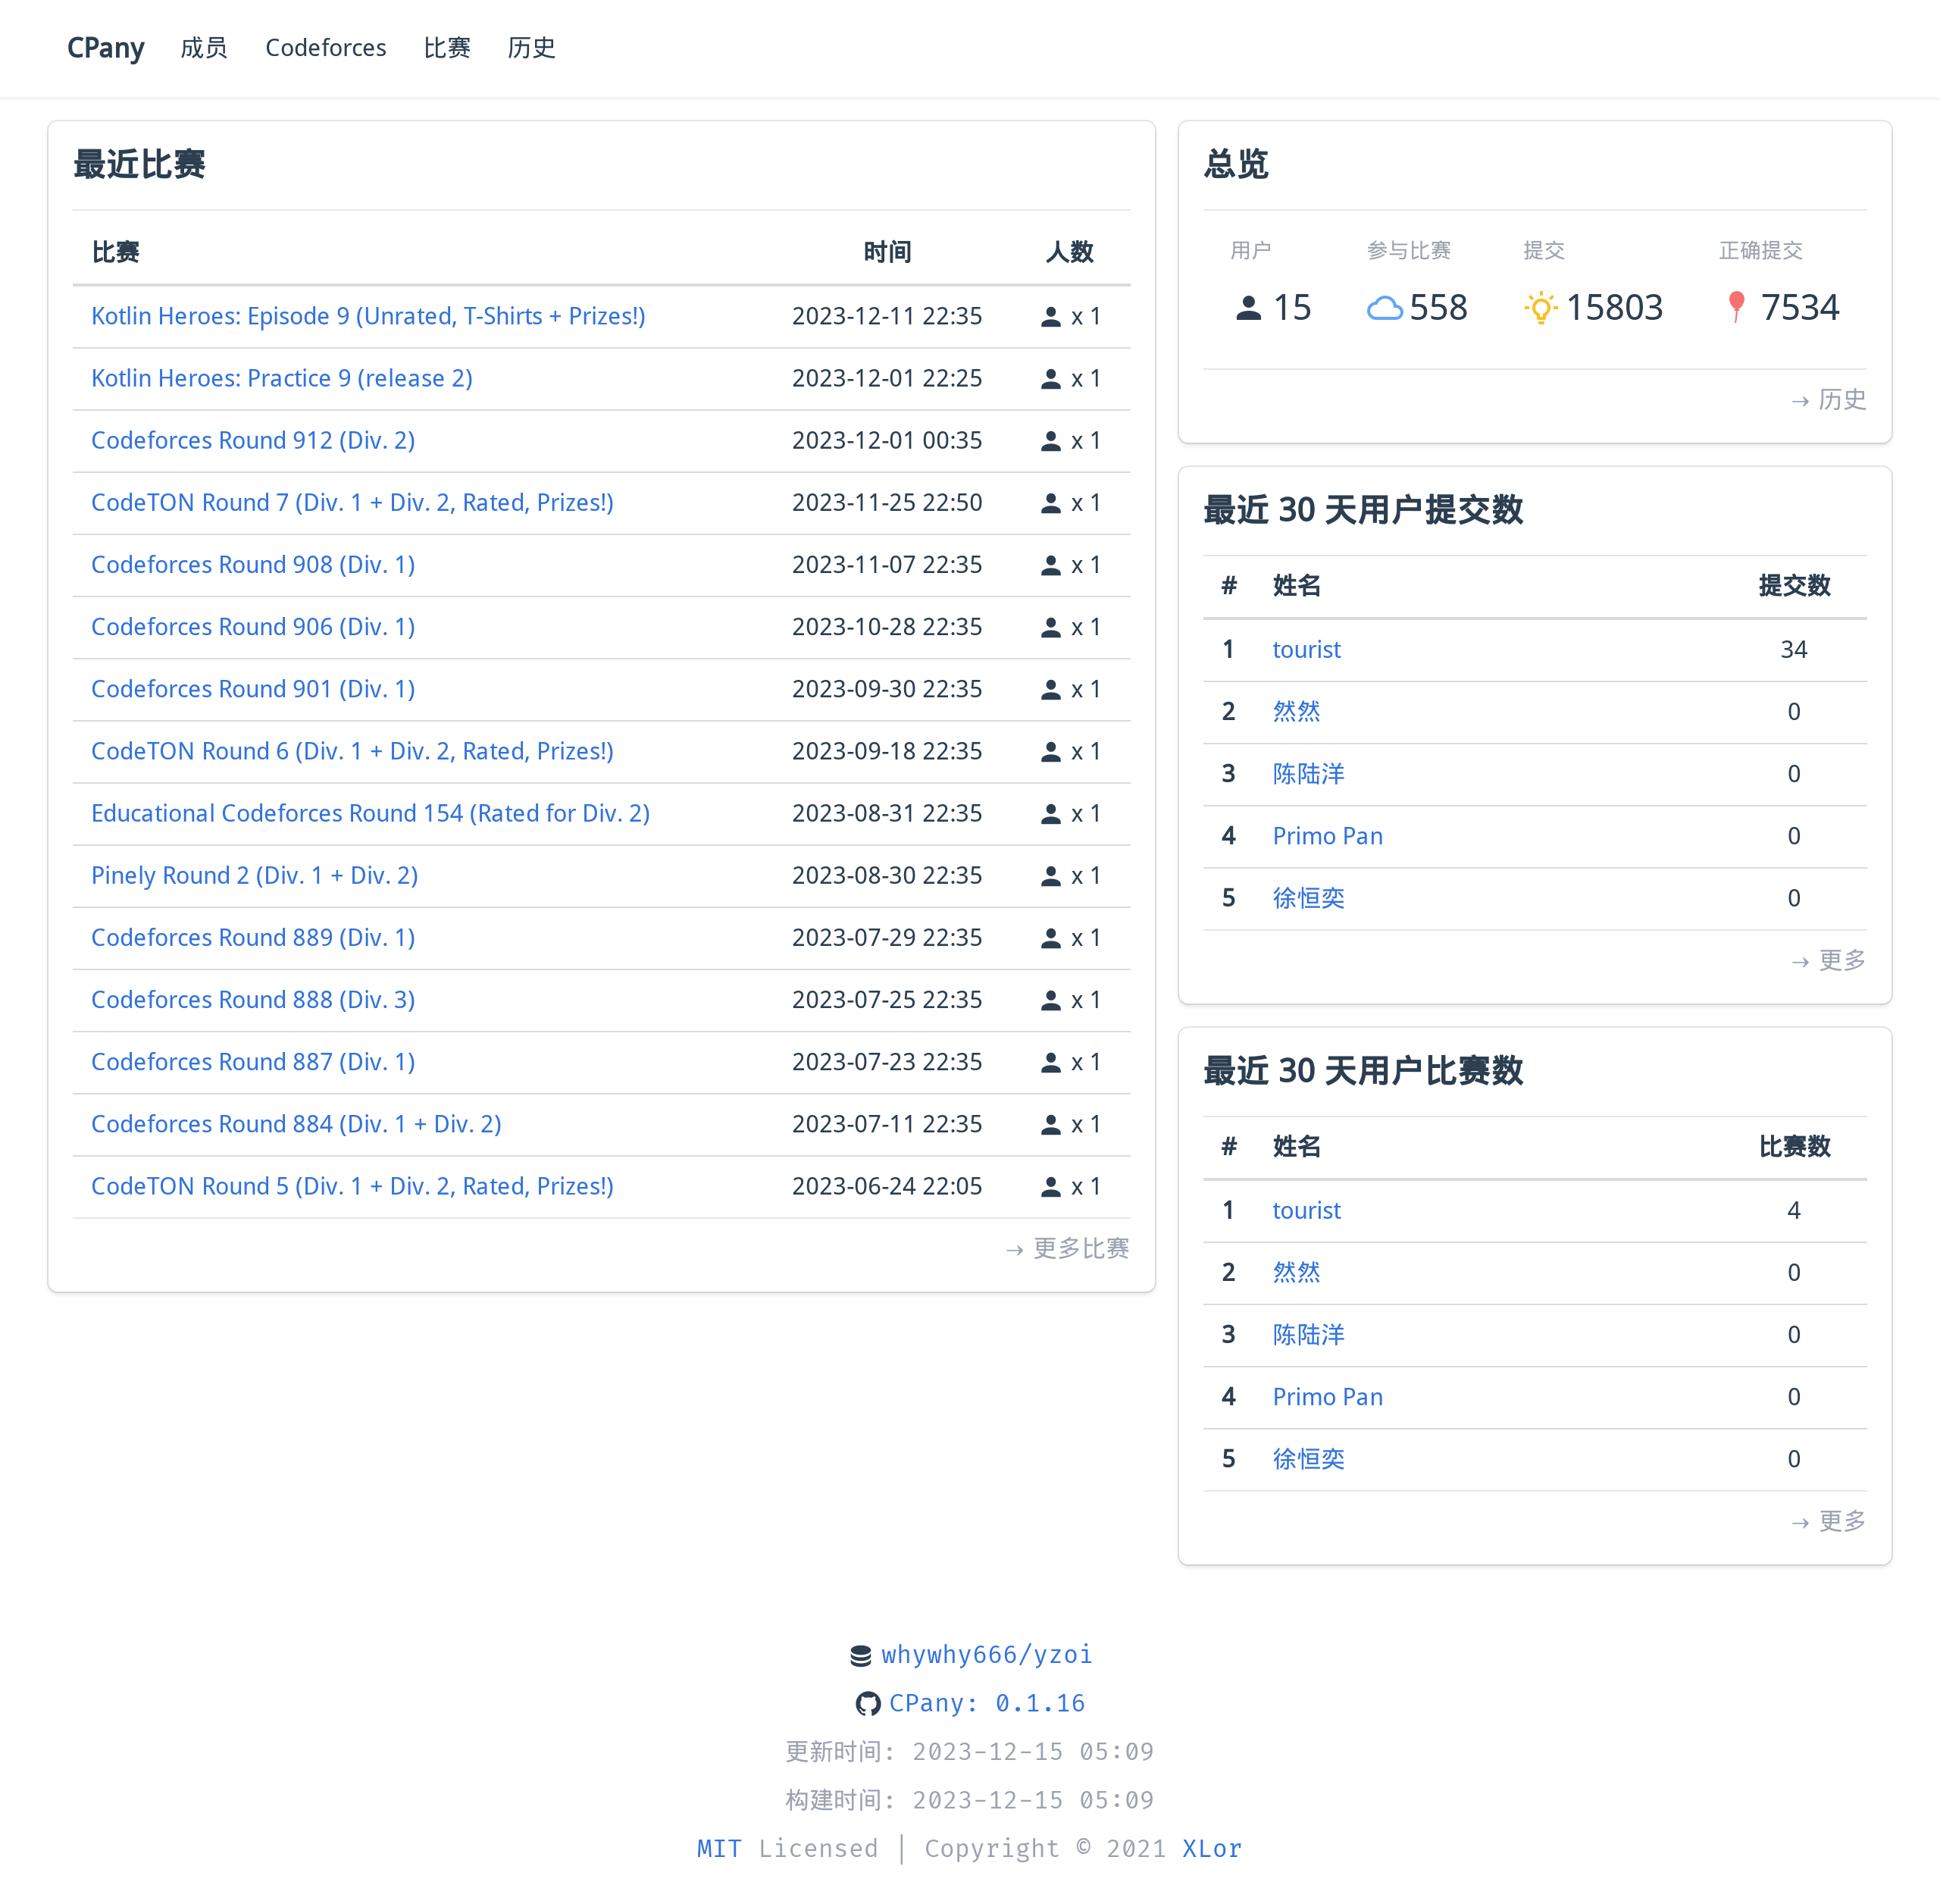 CPany 成员 Codeforces 比赛 历史
最近比赛
比赛 时间 人数
Kotlin Heroes: Episode 9 (Unrated, T-Shirts + Prizes!) 2023-12-11 22:35 x 1
Kotlin Heroes: Practice 9 (release 2) 2023-12-01 22:25 x 1
Codeforces Round 912 (Div. 2) 2023-12-01 00:35 x 1
CodeTON Round 7 (Div. 1 + Div. 2, Rated, Prizes!) 2023-11-25 22:50 x 1
Codeforces Round 908 (Div. 1) 2023-11-07 22:35 x 1
Codeforces Round 906 (Div. 1) 2023-10-28 22:35 x 1
Codeforces Round 901 (Div. 1) 2023-09-30 22:35 x 1
CodeTON Round 6 (Div. 1 + Div. 2, Rated, Prizes!) 2023-09-18 22:35 x 1
Educational Codeforces Round 154 (Rated for Div. 2) 2023-08-31 22:35 x 1
Pinely Round 2 (Div. 1 + Div. 2) 2023-08-30 22:35 x 1
Codeforces Round 889 (Div. 1) 2023-07-29 22:35 x 1
Codeforces Round 888 (Div. 3) 2023-07-25 22:35 x 1
Codeforces Round 887 (Div. 1) 2023-07-23 22:35 x 1
Codeforces Round 884 (Div. 1 + Div. 2) 2023-07-11 22:35 x 1
CodeTON Round 5 (Div. 1 + Div. 2, Rated, Prizes!) 2023-06-24 22:05 x 1
→ 更多比赛
总览
用户 参与比赛 提交 正确提交
15 558 15803 7534
→ 历史
最近 30 天用户提交数
# 姓名 提交数
1 tourist 34
2 然然 0
3 陈陆洋 0
4 Primo Pan 0
5 徐恒奕 0
→ 更多
最近 30 天用户比赛数
# 姓名 比赛数
1 tourist 4
2 然然 0
3 陈陆洋 0
4 Primo Pan 0
5 徐恒奕 0
→ 更多
whywhy666/yzoi
CPany: 0.1.16
更新时间: 2023-12-15 05:09
构建时间: 2023-12-15 05:09
MIT Licensed | Copyright © 2021 XLor